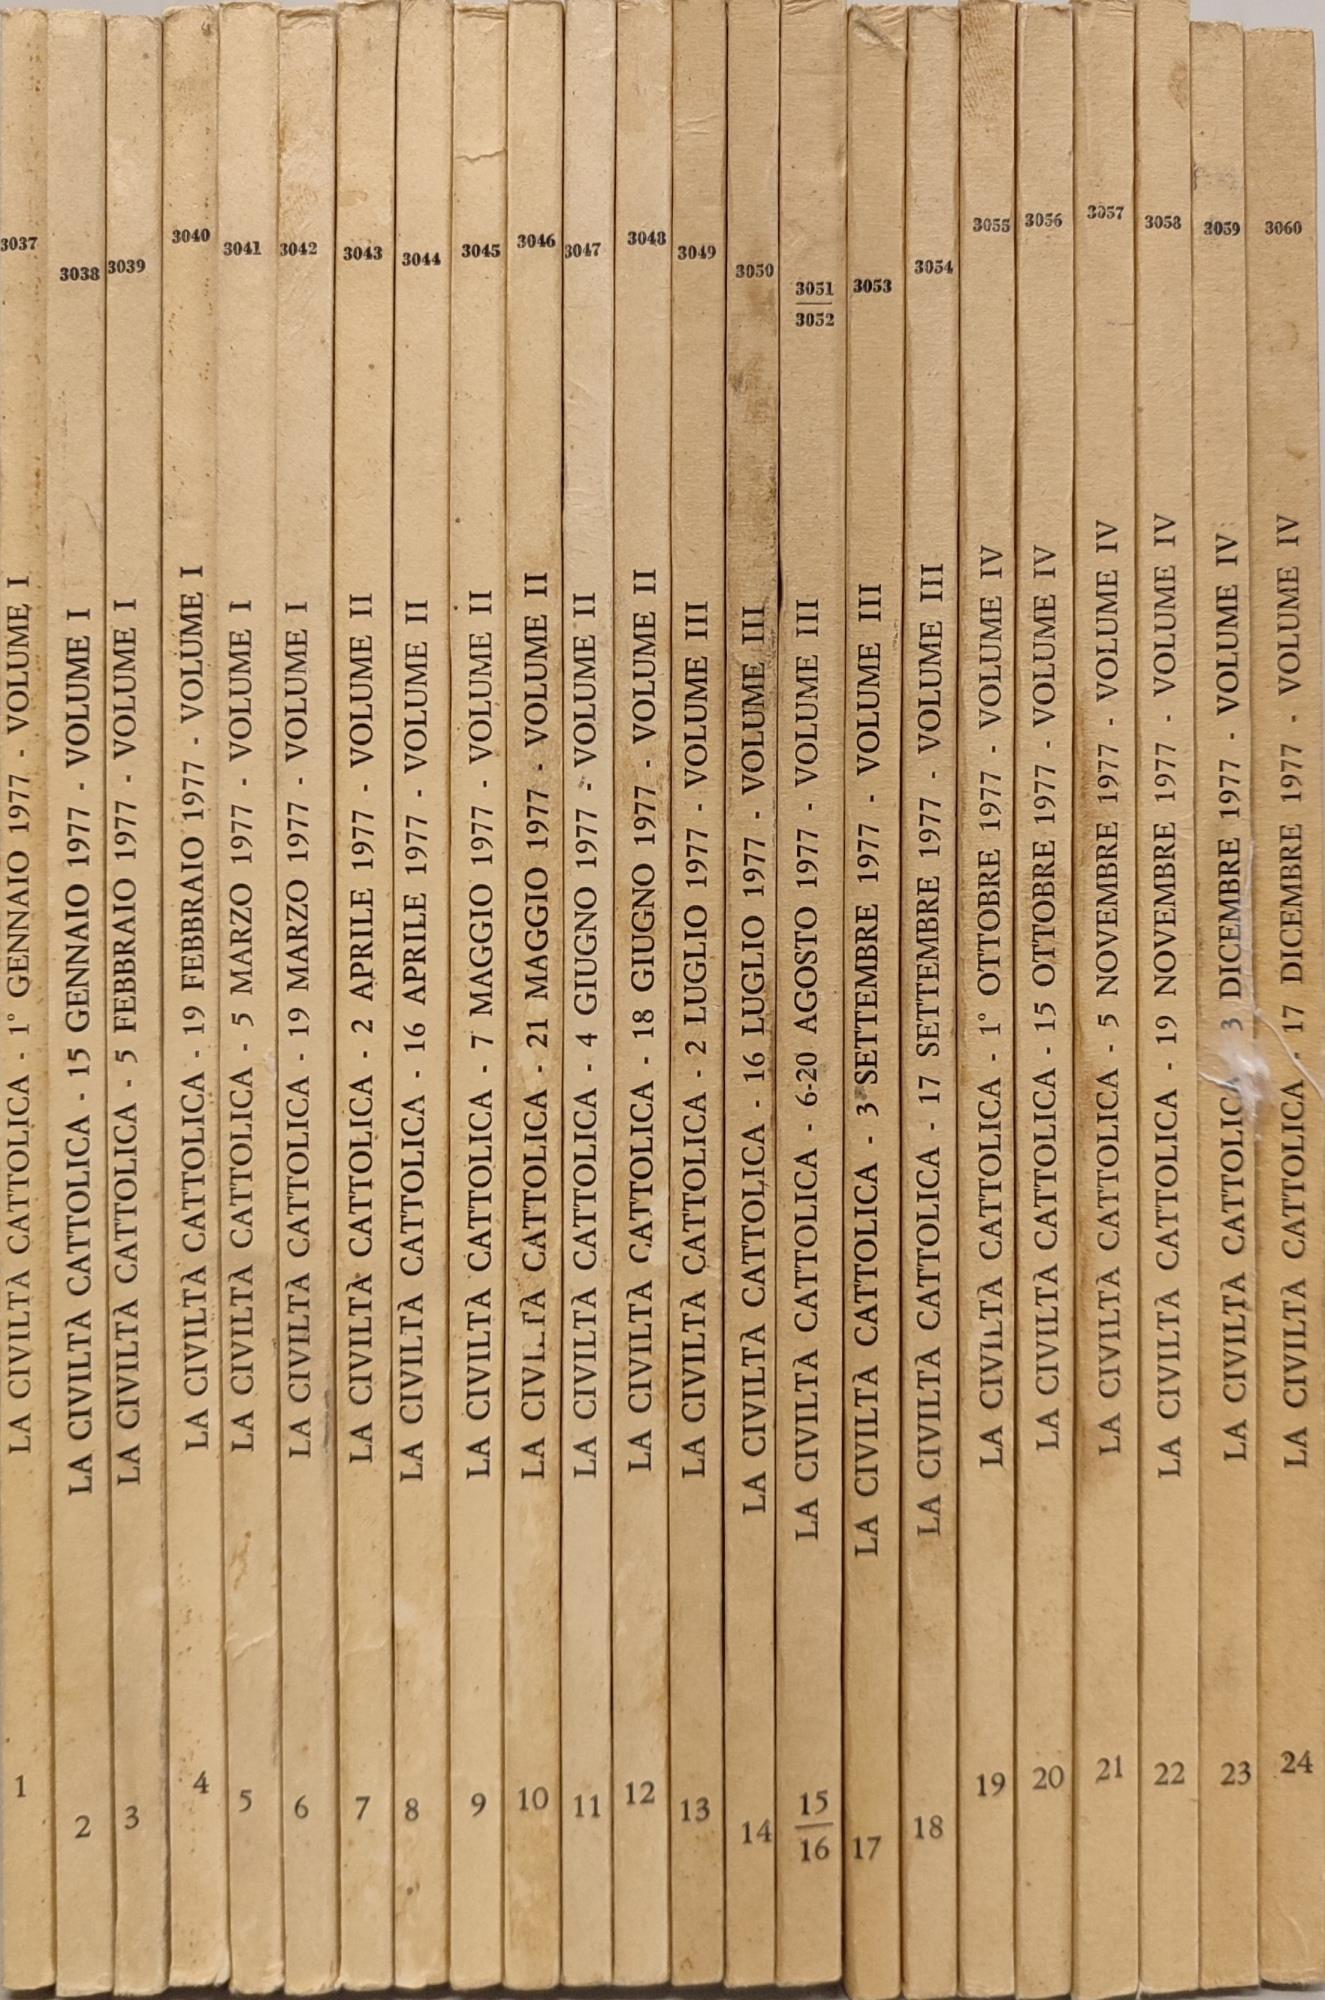 3037
LA CIVILTÀ CATTOLICA - 1° GENNAIO 1977 - VOLUME I
1
3038
LA CIVILTÀ CATTOLICA - 15 GENNAIO 1977 - VOLUME I
2
3039
LA CIVILTÀ CATTOLICA - 5 FEBBRAIO 1977 - VOLUME I
3
3040
LA CIVILTÀ CATTOLICA - 19 FEBBRAIO 1977 - VOLUME I
4
3041
LA CIVILTÀ CATTOLICA - 5 MARZO 1977 - VOLUME I
5
3042
LA CIVILTÀ CATTOLICA - 19 MARZO 1977 - VOLUME I
6
3043
LA CIVILTÀ CATTOLICA - 2 APRILE 1977 - VOLUME II
7
3044
LA CIVILTÀ CATTOLICA - 16 APRILE 1977 - VOLUME II
8
3045
LA CIVILTÀ CATTOLICA - 7 MAGGIO 1977 - VOLUME II
9
3046
LA CIVILTÀ CATTOLICA - 21 MAGGIO 1977 - VOLUME II
10
3047
LA CIVILTÀ CATTOLICA - 4 GIUGNO 1977 - VOLUME II
11
3048
LA CIVILTÀ CATTOLICA - 18 GIUGNO 1977 - VOLUME II
12
3049
LA CIVILTÀ CATTOLICA - 2 LUGLIO 1977 - VOLUME III
13
3050
LA CIVILTÀ CATTOLICA - 16 LUGLIO 1977 - VOLUME III
14
3051
3052
LA CIVILTÀ CATTOLICA - 6-20 AGOSTO 1977 - VOLUME III
15
16
3053
LA CIVILTÀ CATTOLICA - 3 SETTEMBRE 1977 - VOLUME III
17
3054
LA CIVILTÀ CATTOLICA - 17 SETTEMBRE 1977 - VOLUME III
18
3055
LA CIVILTÀ CATTOLICA - 1° OTTOBRE 1977 - VOLUME IV
19
3056
LA CIVILTÀ CATTOLICA - 15 OTTOBRE 1977 - VOLUME IV
20
3057
LA CIVILTÀ CATTOLICA - 5 NOVEMBRE 1977 - VOLUME IV
21
3058
LA CIVILTÀ CATTOLICA - 19 NOVEMBRE 1977 - VOLUME IV
22
3059
LA CIVILTÀ CATTOLICA 3 DICEMBRE 1977 - VOLUME IV
23
3060
LA CIVILTÀ CATTOLICA - 17 DICEMBRE 1977 - VOLUME IV
24